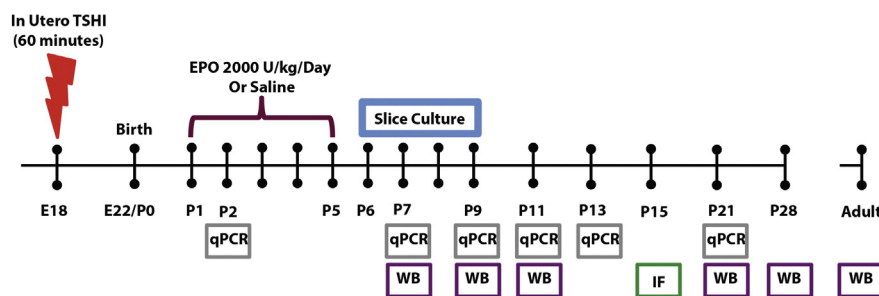 In Utero TSHI
(60 minutes)
EPO 2000 U/kg/Day
Or Saline
Birth
Slice Culture
E18 E22/P0 P1 P2 P5 P6 P7 P9 P11 P13 P15 P21 P28 Adult
qPCR qPCR qPCR qPCR qPCR qPCR
WB WB WB IF WB WB WB